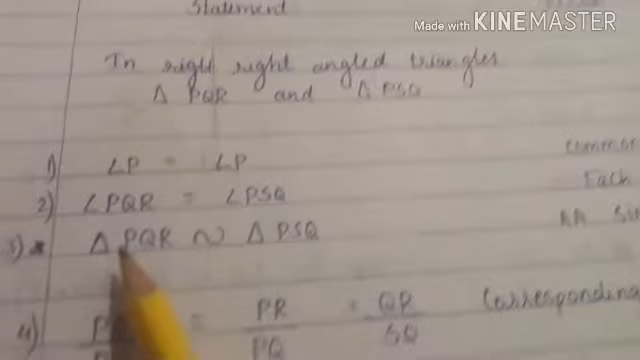 Statement
Made with KINEMASTER
In right right angled triangles
Δ PQR and Δ PSQ
1) ∠P = ∠P
2) ∠PQR = ∠PSQ Each
3) Δ PQR ~ Δ PSQ AA
4) = PR/PQ = QR/SQ Corresponding